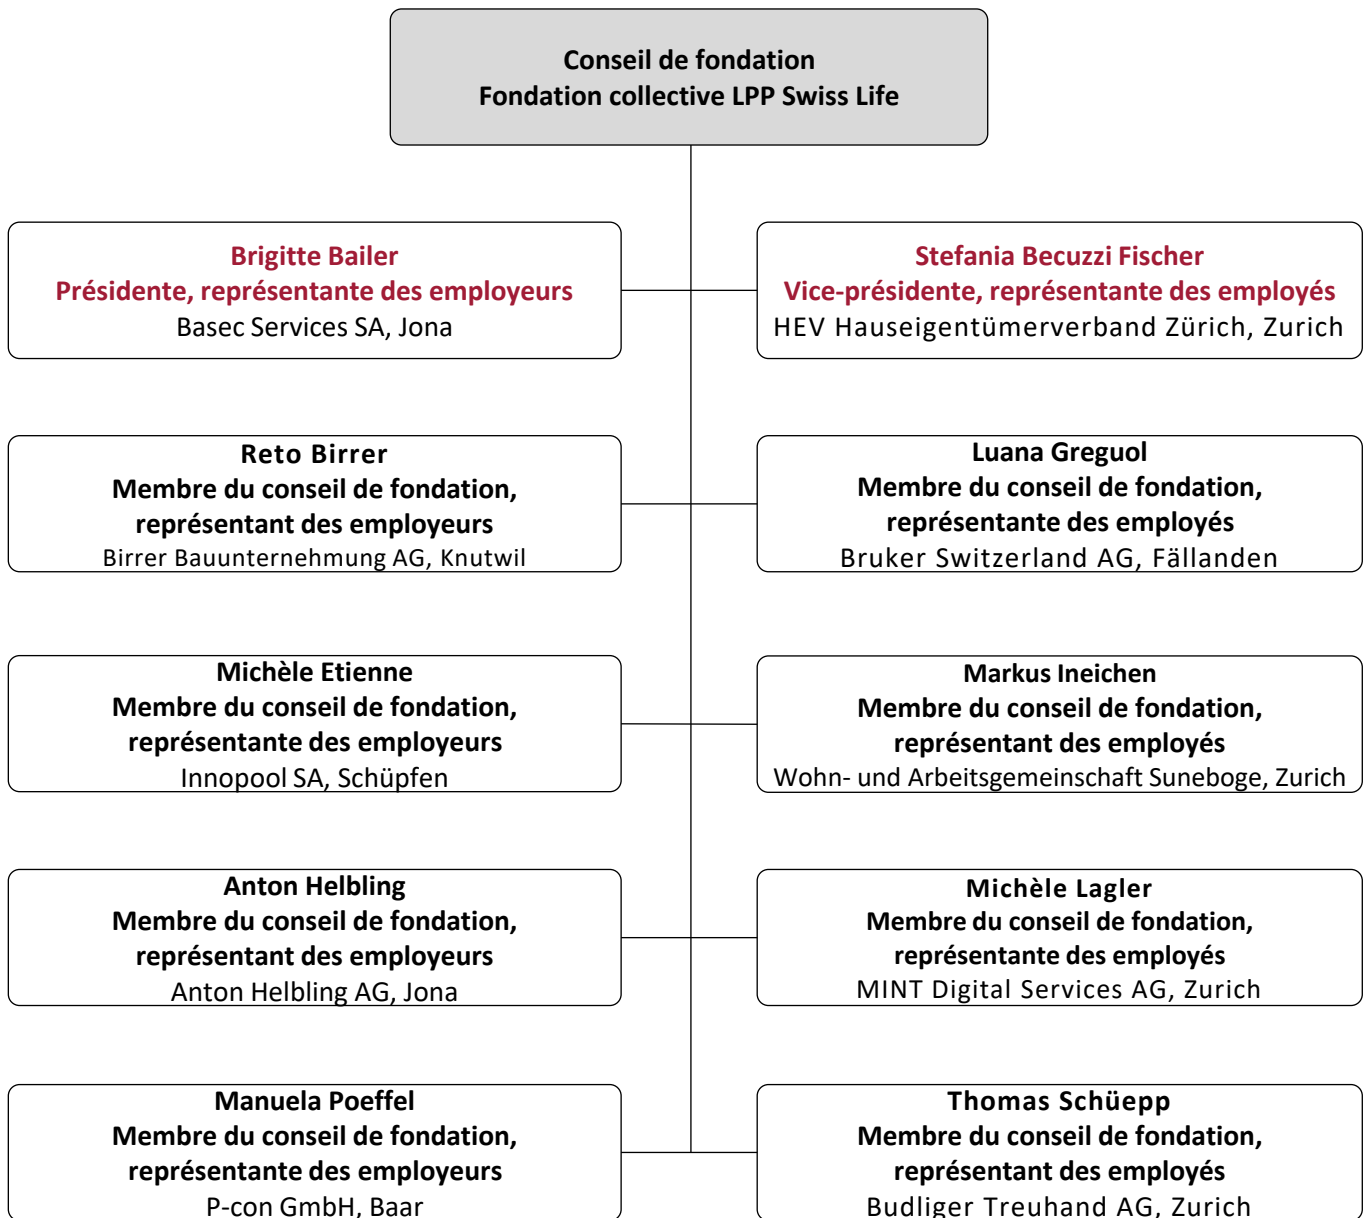 Conseil de fondation
Fondation collective LPP Swiss Life
Brigitte Bailer
Présidente, représentante des employeurs
Basec Services SA, Jona
Stefania Becuzzi Fischer
Vice-présidente, représentante des employés
HEV Hauseigentümerverband Zürich, Zurich
Reto Birrer
Membre du conseil de fondation,
représentant des employeurs
Birrer Bauunternehmung AG, Knutwil
Luana Greguol
Membre du conseil de fondation,
représentante des employés
Bruker Switzerland AG, Fällanden
Michèle Etienne
Membre du conseil de fondation,
représentante des employeurs
Innopool SA, Schüpfen
Markus Ineichen
Membre du conseil de fondation,
représentant des employés
Wohn- und Arbeitsgemeinschaft Suneboge, Zurich
Anton Helbling
Membre du conseil de fondation,
représentant des employeurs
Anton Helbling AG, Jona
Michèle Lagler
Membre du conseil de fondation,
représentante des employés
MINT Digital Services AG, Zurich
Manuela Poeffel
Membre du conseil de fondation,
représentante des employeurs
P-con GmbH, Baar
Thomas Schüepp
Membre du conseil de fondation,
représentant des employés
Budliger Treuhand AG, Zurich